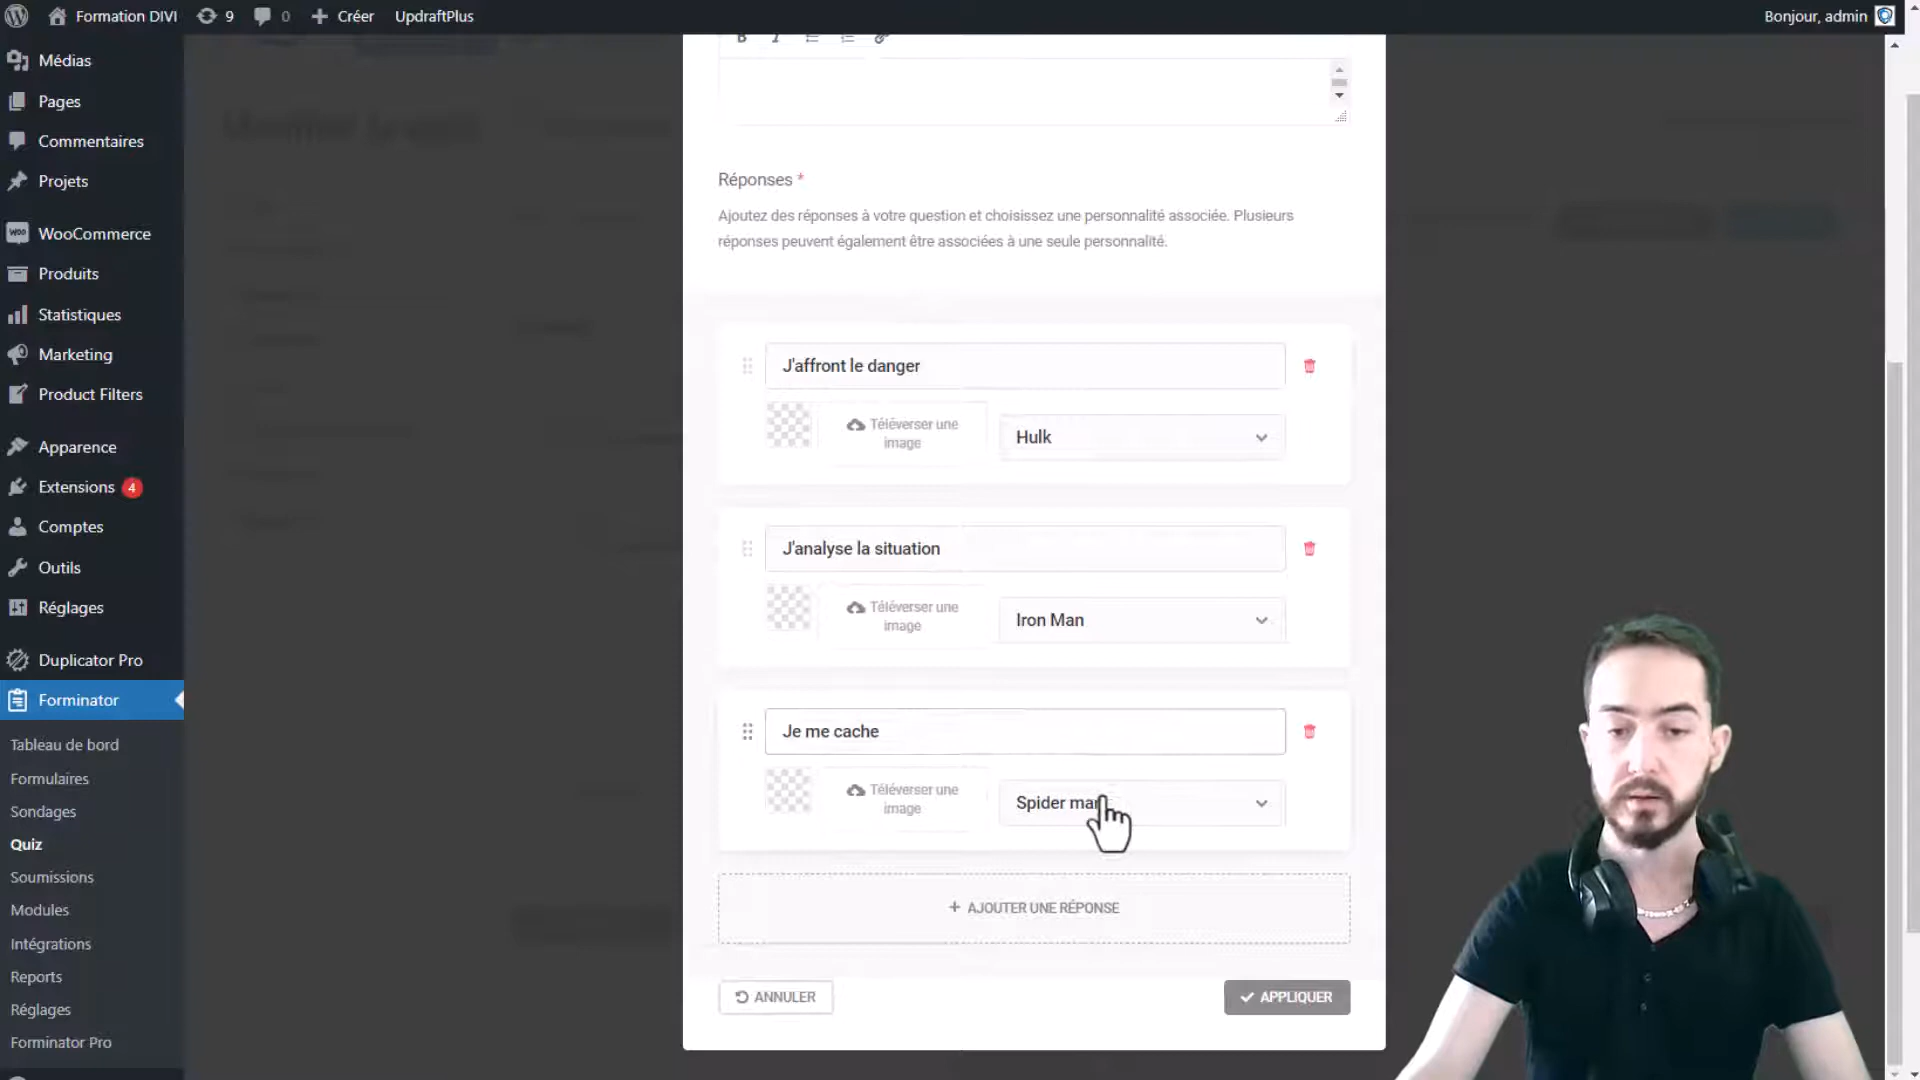 Formation DIVI
9
0
Créer
UpdraftPlus
Bonjour, admin
Médias
Pages
Commentaires
Projets
WooCommerce
Produits
Statistiques
Marketing
Product Filters
Apparence
Extensions 4
Comptes
Outils
Réglages
Duplicator Pro
Forminator
Tableau de bord
Formulaires
Sondages
Quiz
Soumissions
Modules
Intégrations
Reports
Réglages
Forminator Pro
Réponses *
Ajoutez des réponses à votre question et choisissez une personnalité associée. Plusieurs
réponses peuvent également être associées à une seule personnalité.
J'affront le danger
Téléverser une
image
Hulk
J'analyse la situation
Téléverser une
image
Iron Man
Je me cache
Téléverser une
image
Spider man
+ AJOUTER UNE RÉPONSE
ANNULER
APPLIQUER